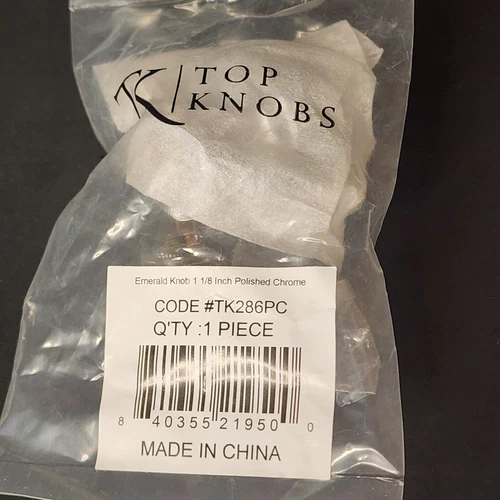 TK TOP
KNOBS
Emerald Knob 1 1/8 Inch Polished Chrome
CODE #TK286PC
Q'TY :1 PIECE
8 40355 21950 0
MADE IN CHINA